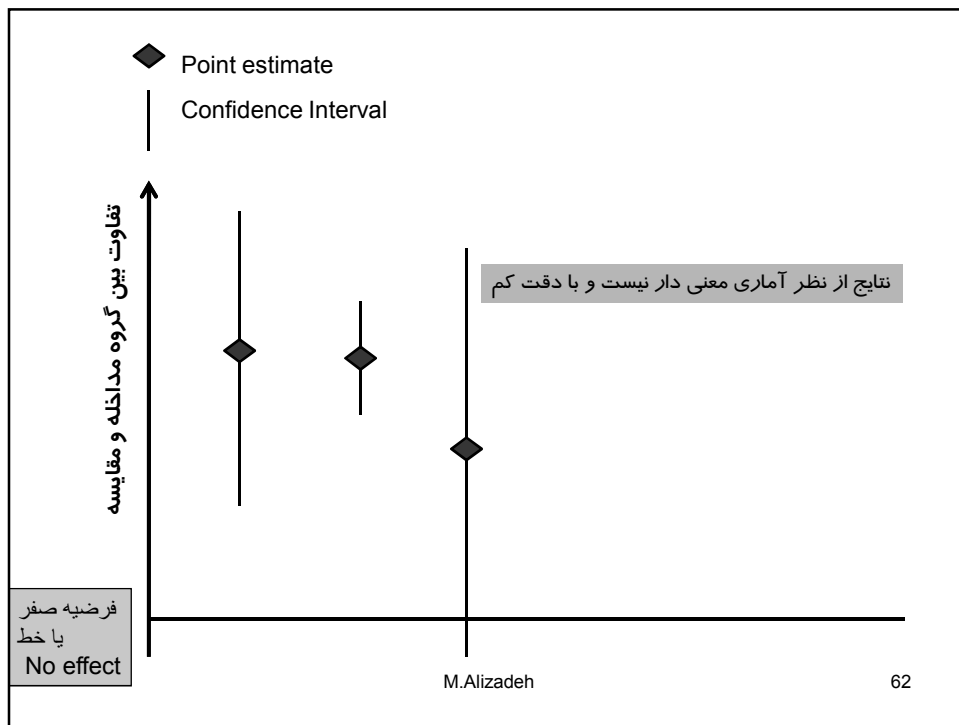 Point estimate
Confidence Interval
تفاوت بین گروه مداخله و مقایسه
نتایج از نظر آماری معنی دار نیست و با دقت کم
فرضیه صفر
یا خط
No effect
M.Alizadeh
62